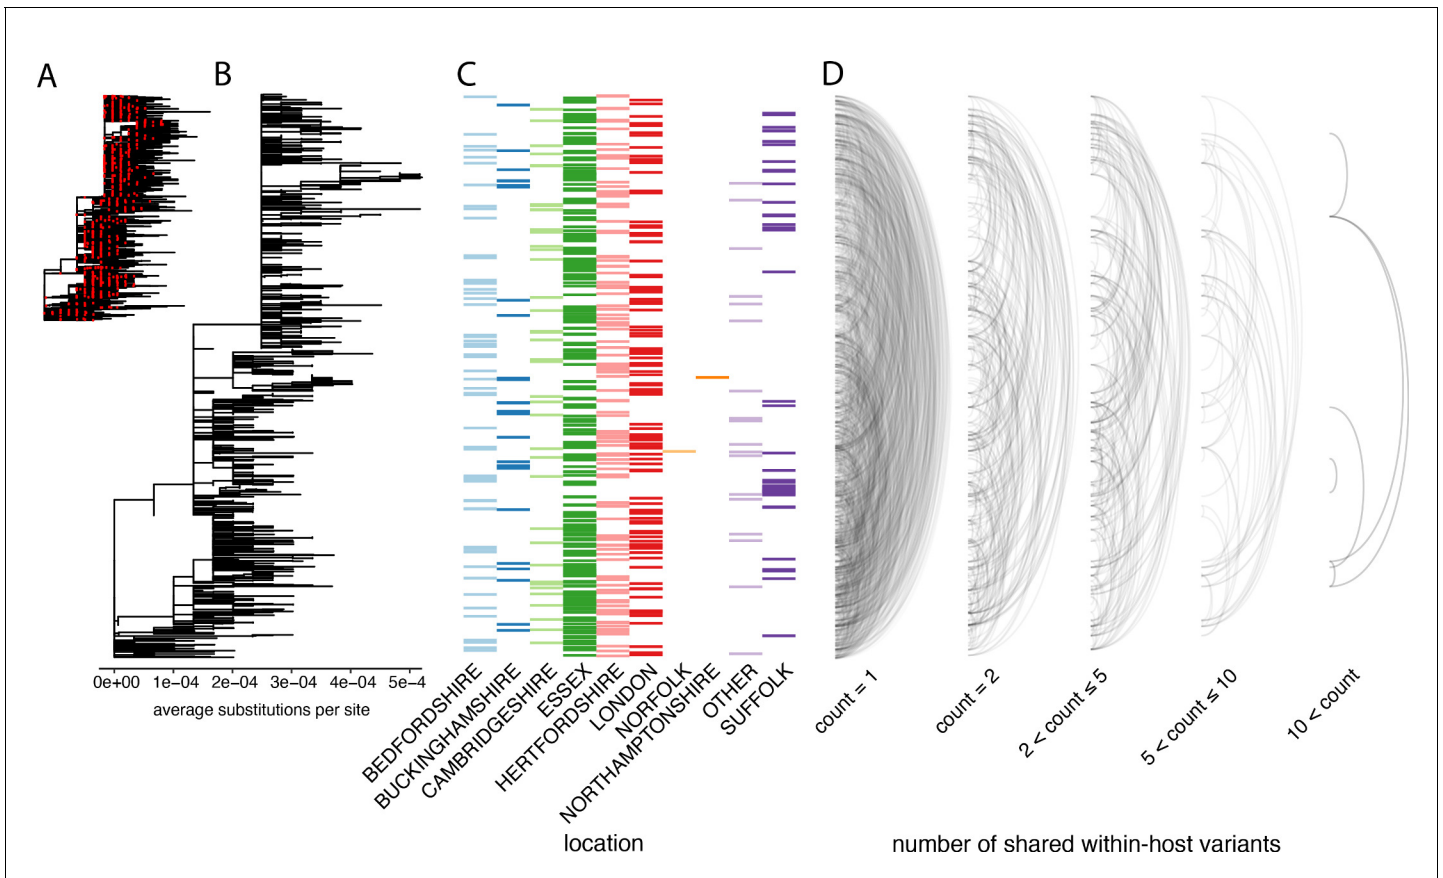 A
B
C
D
0e+00
1e−04
2e−04
3e−04
4e−04
5e−4
average substitutions per site
BEDFORDSHIRE
BUCKINGHAMSHIRE
CAMBRIDGESHIRE
ESSEX
HERTFORDSHIRE
LONDON
NORFOLK
NORTHAMPTONSHIRE
OTHER
SUFFOLK
location
count = 1
count = 2
2 < count ≤ 5
5 < count ≤ 10
10 < count
number of shared within-host variants